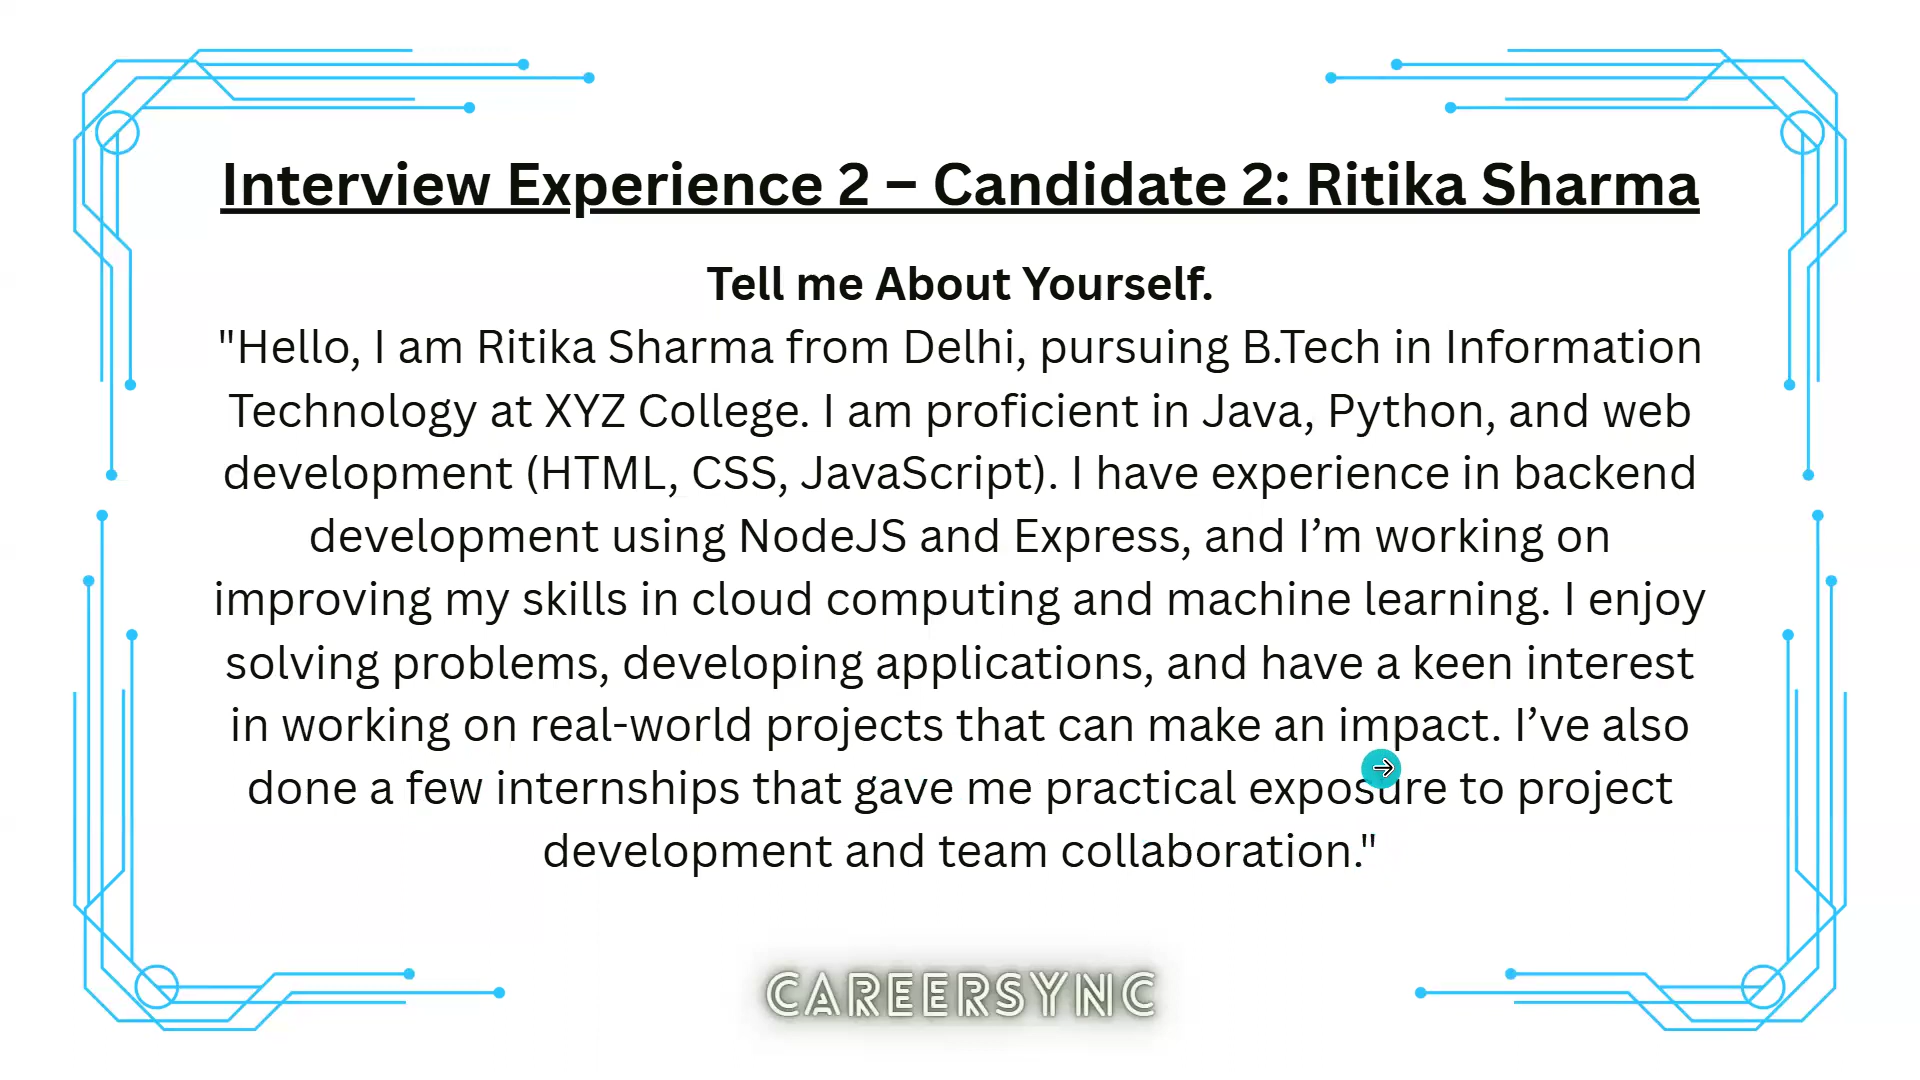 Interview Experience 2 – Candidate 2: Ritika Sharma
Tell me About Yourself.
"Hello, I am Ritika Sharma from Delhi, pursuing B.Tech in Information
Technology at XYZ College. I am proficient in Java, Python, and web
development (HTML, CSS, JavaScript). I have experience in backend
development using NodeJS and Express, and I’m working on
improving my skills in cloud computing and machine learning. I enjoy
solving problems, developing applications, and have a keen interest
in working on real-world projects that can make an impact. I’ve also
done a few internships that gave me practical exposure to project
development and team collaboration."
CAREERSYNC